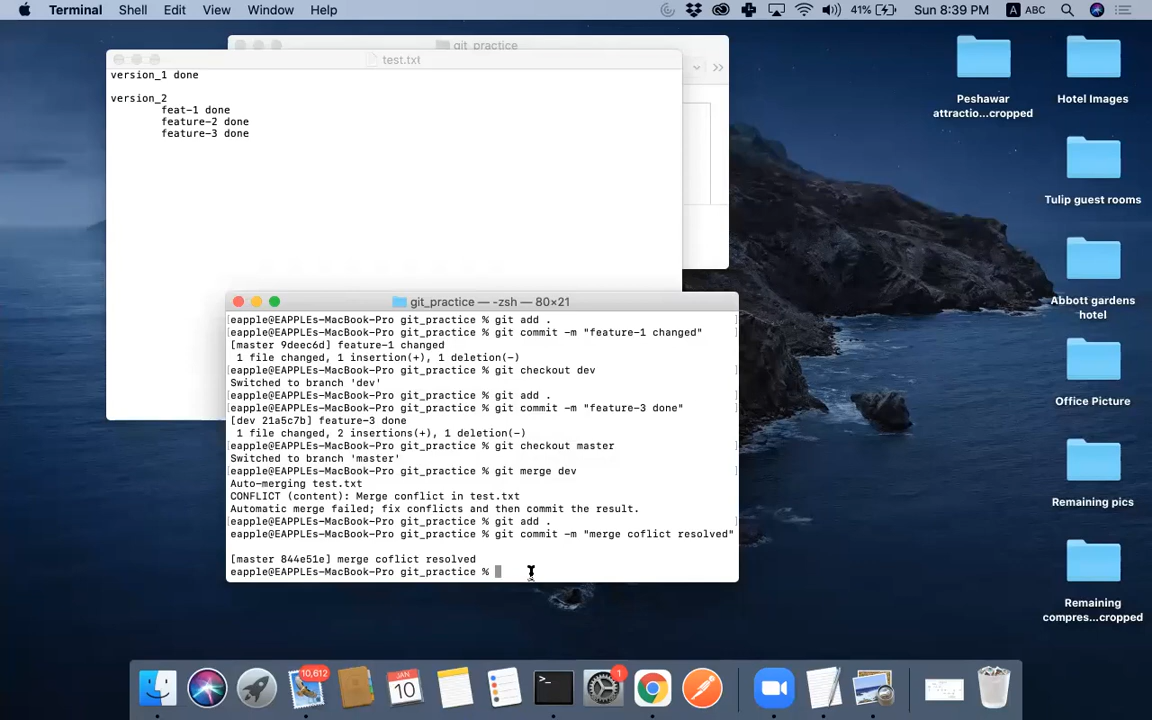 Terminal Shell Edit View Window Help 41% Sun 8:39 PM A ABC
git_practice
test.txt
version_1 done
version_2
feat-1 done
feature-2 done
feature-3 done
git_practice — -zsh — 80×21
eapple@EAPPLEs-MacBook-Pro git_practice % git add .
eapple@EAPPLEs-MacBook-Pro git_practice % git commit -m "feature-1 changed"
[master 9deec6d] feature-1 changed
1 file changed, 1 insertion(+), 1 deletion(-)
eapple@EAPPLEs-MacBook-Pro git_practice % git checkout dev
Switched to branch 'dev'
eapple@EAPPLEs-MacBook-Pro git_practice % git add .
eapple@EAPPLEs-MacBook-Pro git_practice % git commit -m "feature-3 done"
[dev 21a5c7b] feature-3 done
1 file changed, 2 insertions(+), 1 deletion(-)
eapple@EAPPLEs-MacBook-Pro git_practice % git checkout master
Switched to branch 'master'
eapple@EAPPLEs-MacBook-Pro git_practice % git merge dev
Auto-merging test.txt
CONFLICT (content): Merge conflict in test.txt
Automatic merge failed; fix conflicts and then commit the result.
eapple@EAPPLEs-MacBook-Pro git_practice % git add .
eapple@EAPPLEs-MacBook-Pro git_practice % git commit -m "merge coflict resolved"
[master 844e51e] merge coflict resolved
eapple@EAPPLEs-MacBook-Pro git_practice %
Peshawar
attractio...cropped
Hotel Images
Tulip guest rooms
Abbott gardens
hotel
Office Picture
Remaining pics
Remaining
compres...cropped
10,612
JAN
10
1